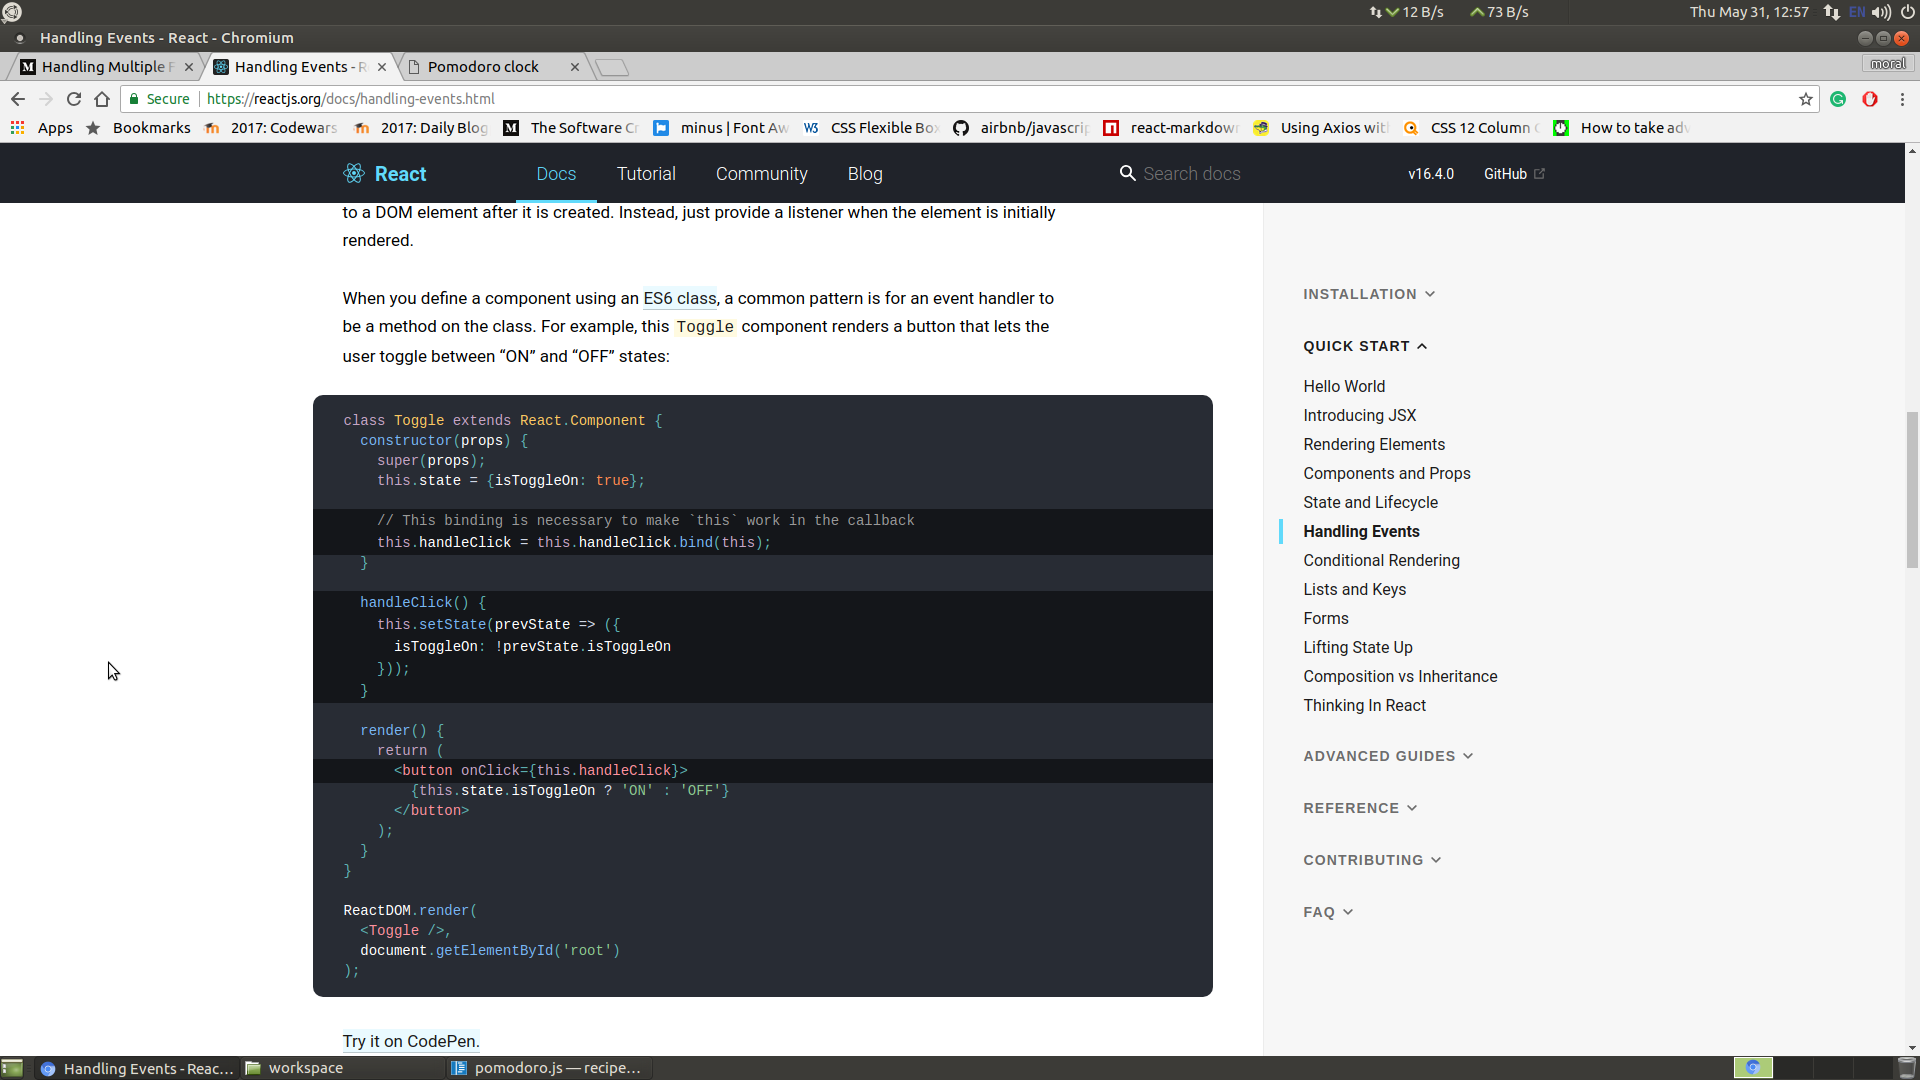 12 B/s 73 B/s Thu May 31, 12:57 EN
Handling Events - React - Chromium
Handling Multiple F Handling Events - R Pomodoro clock moral
Secure https://reactjs.org/docs/handling-events.html
Apps Bookmarks 2017: Codewars 2017: Daily Blog The Software Cr minus | Font Aw CSS Flexible Box airbnb/javascrip react-markdown Using Axios with CSS 12 Column How to take adv
React Docs Tutorial Community Blog Search docs v16.4.0 GitHub
to a DOM element after it is created. Instead, just provide a listener when the element is initially
rendered.
When you define a component using an ES6 class, a common pattern is for an event handler to
be a method on the class. For example, this Toggle component renders a button that lets the
user toggle between “ON” and “OFF” states:
class Toggle extends React.Component {
constructor(props) {
super(props);
this.state = {isToggleOn: true};
// This binding is necessary to make `this` work in the callback
this.handleClick = this.handleClick.bind(this);
}
handleClick() {
this.setState(prevState => ({
isToggleOn: !prevState.isToggleOn
}));
}
render() {
return (
<button onClick={this.handleClick}>
{this.state.isToggleOn ? 'ON' : 'OFF'}
</button>
);
}
}
ReactDOM.render(
<Toggle />,
document.getElementById('root')
);
Try it on CodePen.
INSTALLATION
QUICK START
Hello World
Introducing JSX
Rendering Elements
Components and Props
State and Lifecycle
Handling Events
Conditional Rendering
Lists and Keys
Forms
Lifting State Up
Composition vs Inheritance
Thinking In React
ADVANCED GUIDES
REFERENCE
CONTRIBUTING
FAQ
Handling Events - Reac... workspace pomodoro.js — recipe...